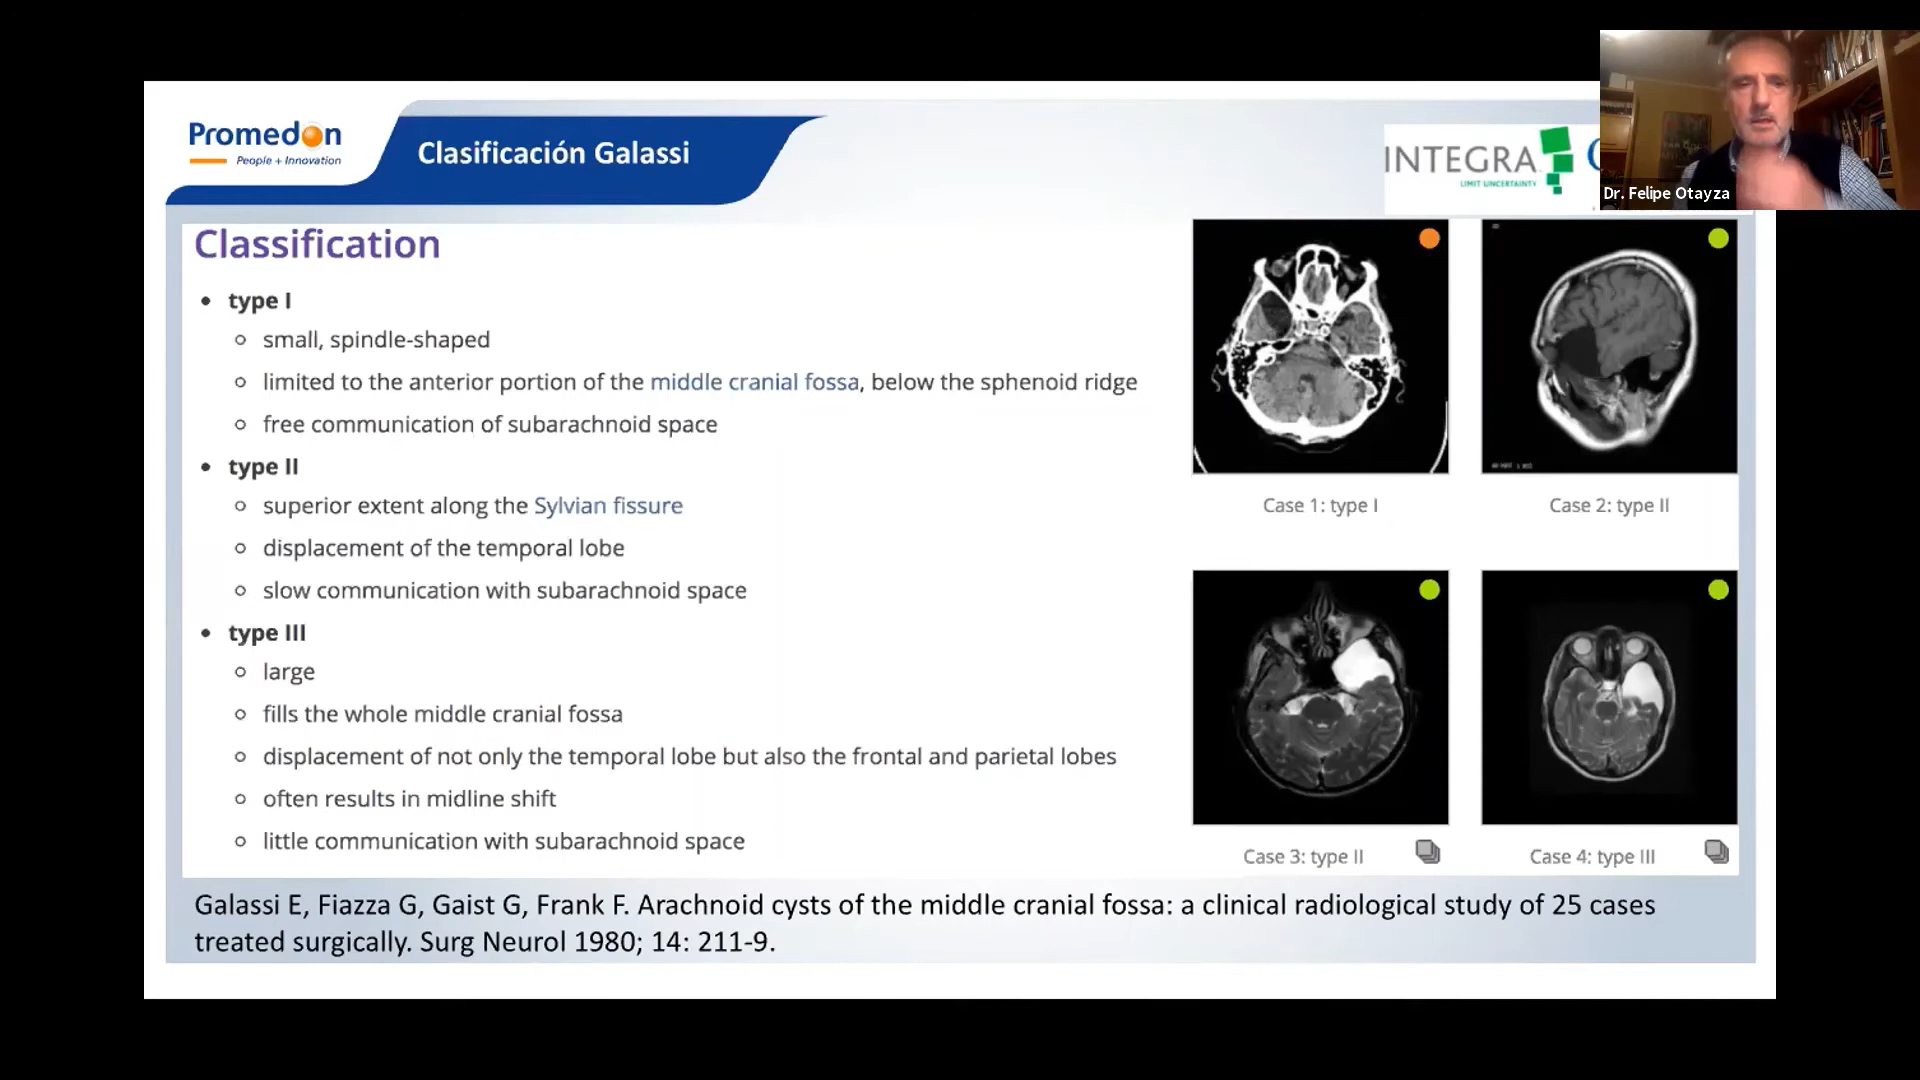 Promedon
People + Innovation
Clasificación Galassi
INTEGRA
LIMIT UNCERTAINTY
Dr. Felipe Otayza
Classification
• type I
○ small, spindle-shaped
○ limited to the anterior portion of the middle cranial fossa, below the sphenoid ridge
○ free communication of subarachnoid space
• type II
○ superior extent along the Sylvian fissure
○ displacement of the temporal lobe
○ slow communication with subarachnoid space
• type III
○ large
○ fills the whole middle cranial fossa
○ displacement of not only the temporal lobe but also the frontal and parietal lobes
○ often results in midline shift
○ little communication with subarachnoid space
Case 1: type I
Case 2: type II
Case 3: type II
Case 4: type III
Galassi E, Fiazza G, Gaist G, Frank F. Arachnoid cysts of the middle cranial fossa: a clinical radiological study of 25 cases
treated surgically. Surg Neurol 1980; 14: 211-9.